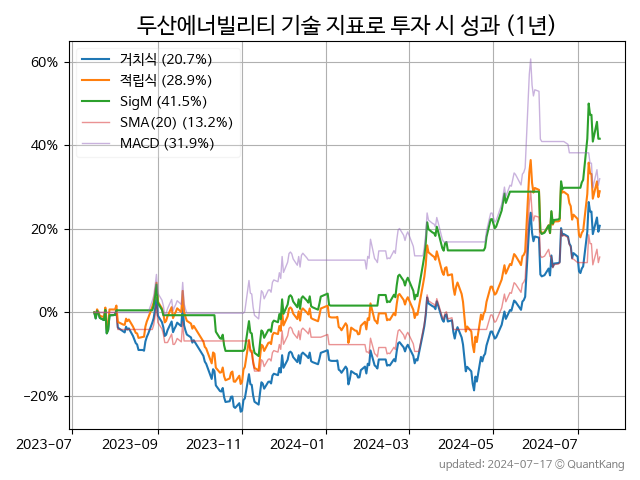 두산에너빌리티 기술 지표로 투자 시 성과 (1년)
거치식 (20.7%)
적립식 (28.9%)
SigM (41.5%)
SMA(20) (13.2%)
MACD (31.9%)
60%
40%
20%
0%
−20%
2023-07 2023-09 2023-11 2024-01 2024-03 2024-05 2024-07
updated: 2024-07-17 © QuantKang